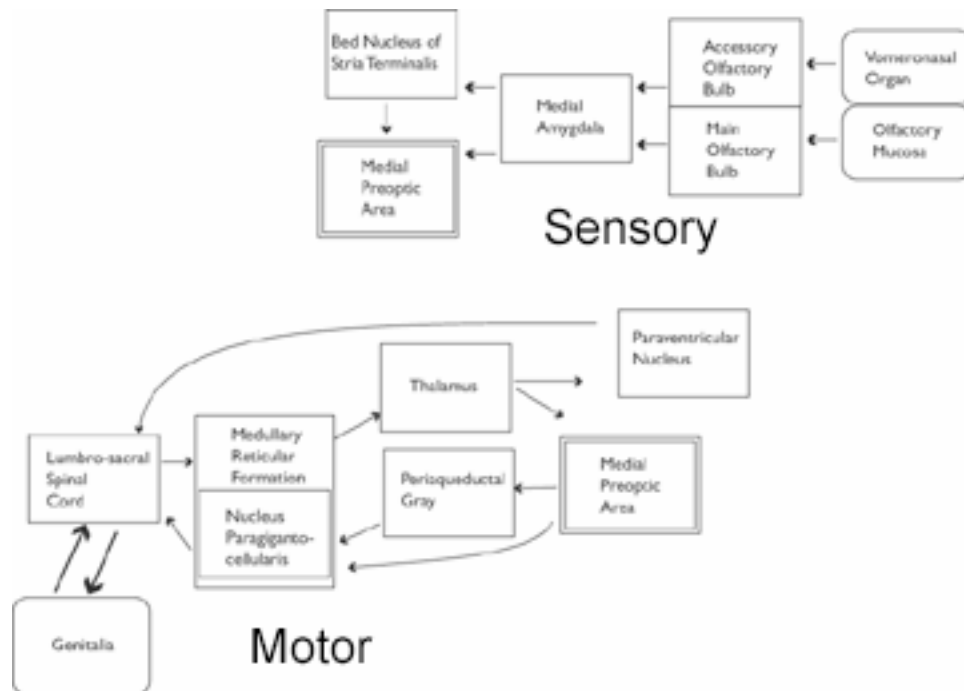 Bed Nucleus of
Stria Terminalis
Accessory
Olfactory
Bulb
Vomeronasal
Organ
Medial
Amygdala
Main
Olfactory
Bulb
Olfactory
Mucosa
Medial
Preoptic
Area
Sensory
Paraventricular
Nucleus
Thalamus
Medullary
Reticular
Formation
Lumbro-sacral
Spinal
Cord
Periaqueductal
Gray
Medial
Preoptic
Area
Nucleus
Paragiganto-
cellularis
Genitalia
Motor